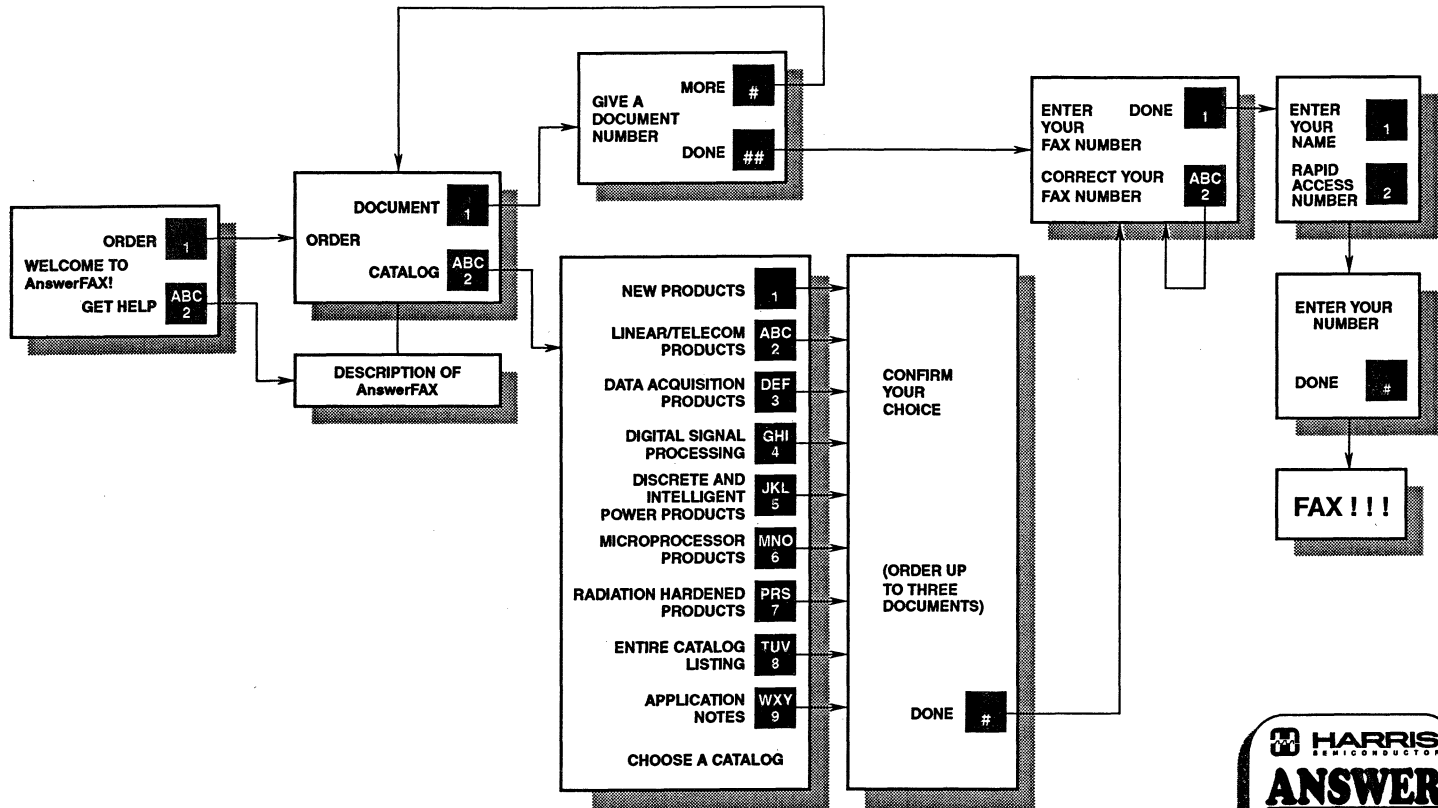 WELCOME TO
AnswerFAX!
ORDER
1
GET HELP
ABC
2
ORDER
DOCUMENT
1
CATALOG
ABC
2
DESCRIPTION OF
AnswerFAX
GIVE A
DOCUMENT
NUMBER
MORE
#
DONE
##
NEW PRODUCTS
1
LINEAR/TELECOM
PRODUCTS
ABC
2
DATA ACQUISITION
PRODUCTS
DEF
3
DIGITAL SIGNAL
PROCESSING
GHI
4
DISCRETE AND
INTELLIGENT
POWER PRODUCTS
JKL
5
MICROPROCESSOR
PRODUCTS
MNO
6
RADIATION HARDENED
PRODUCTS
PRS
7
ENTIRE CATALOG
LISTING
TUV
8
APPLICATION
NOTES
WXY
9
CHOOSE A CATALOG
CONFIRM
YOUR
CHOICE
(ORDER UP
TO THREE
DOCUMENTS)
DONE
#
ENTER
YOUR
FAX NUMBER
DONE
1
CORRECT YOUR
FAX NUMBER
ABC
2
ENTER
YOUR
NAME
1
RAPID
ACCESS
NUMBER
2
ENTER YOUR
NUMBER
DONE
#
FAX ! ! !
HARRIS
SEMICONDUCTOR
ANSWER